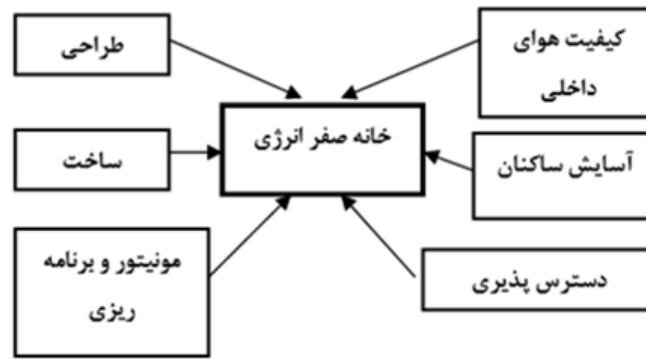 کیفیت هوای
داخلی
طراحی
خانه صفر انرژی
آسایش ساکنان
ساخت
مونیتور و برنامه
ریزی
دسترس پذیری